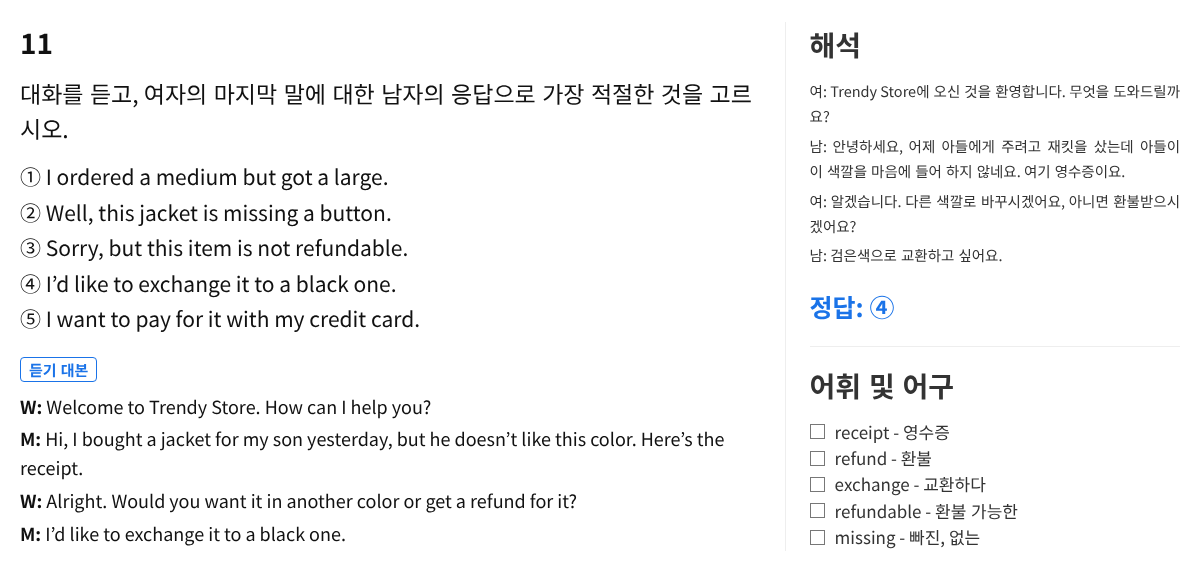 11
대화를 듣고, 여자의 마지막 말에 대한 남자의 응답으로 가장 적절한 것을 고르
시오.
① I ordered a medium but got a large.
② Well, this jacket is missing a button.
③ Sorry, but this item is not refundable.
④ I’d like to exchange it to a black one.
⑤ I want to pay for it with my credit card.
듣기 대본
W: Welcome to Trendy Store. How can I help you?
M: Hi, I bought a jacket for my son yesterday, but he doesn’t like this color. Here’s the
receipt.
W: Alright. Would you want it in another color or get a refund for it?
M: I’d like to exchange it to a black one.
해석
여: Trendy Store에 오신 것을 환영합니다. 무엇을 도와드릴까
요?
남: 안녕하세요, 어제 아들에게 주려고 재킷을 샀는데 아들이
이 색깔을 마음에 들어 하지 않네요. 여기 영수증이요.
여: 알겠습니다. 다른 색깔로 바꾸시겠어요, 아니면 환불받으시
겠어요?
남: 검은색으로 교환하고 싶어요.
정답: ④
어휘 및 어구
□ receipt - 영수증
□ refund - 환불
□ exchange - 교환하다
□ refundable - 환불 가능한
□ missing - 빠진, 없는